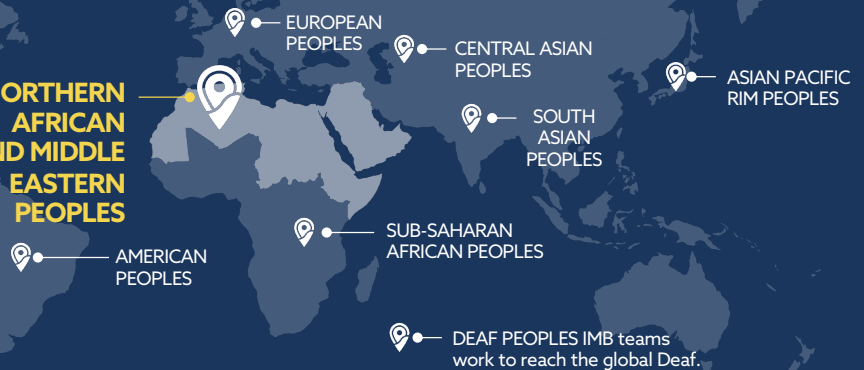 EUROPEAN
PEOPLES
CENTRAL ASIAN
PEOPLES
ASIAN PACIFIC
RIM PEOPLES
ORTHERN
AFRICAN
ND MIDDLE
EASTERN
PEOPLES
SOUTH
ASIAN
PEOPLES
SUB-SAHARAN
AFRICAN PEOPLES
AMERICAN
PEOPLES
DEAF PEOPLES IMB teams
work to reach the global Deaf.